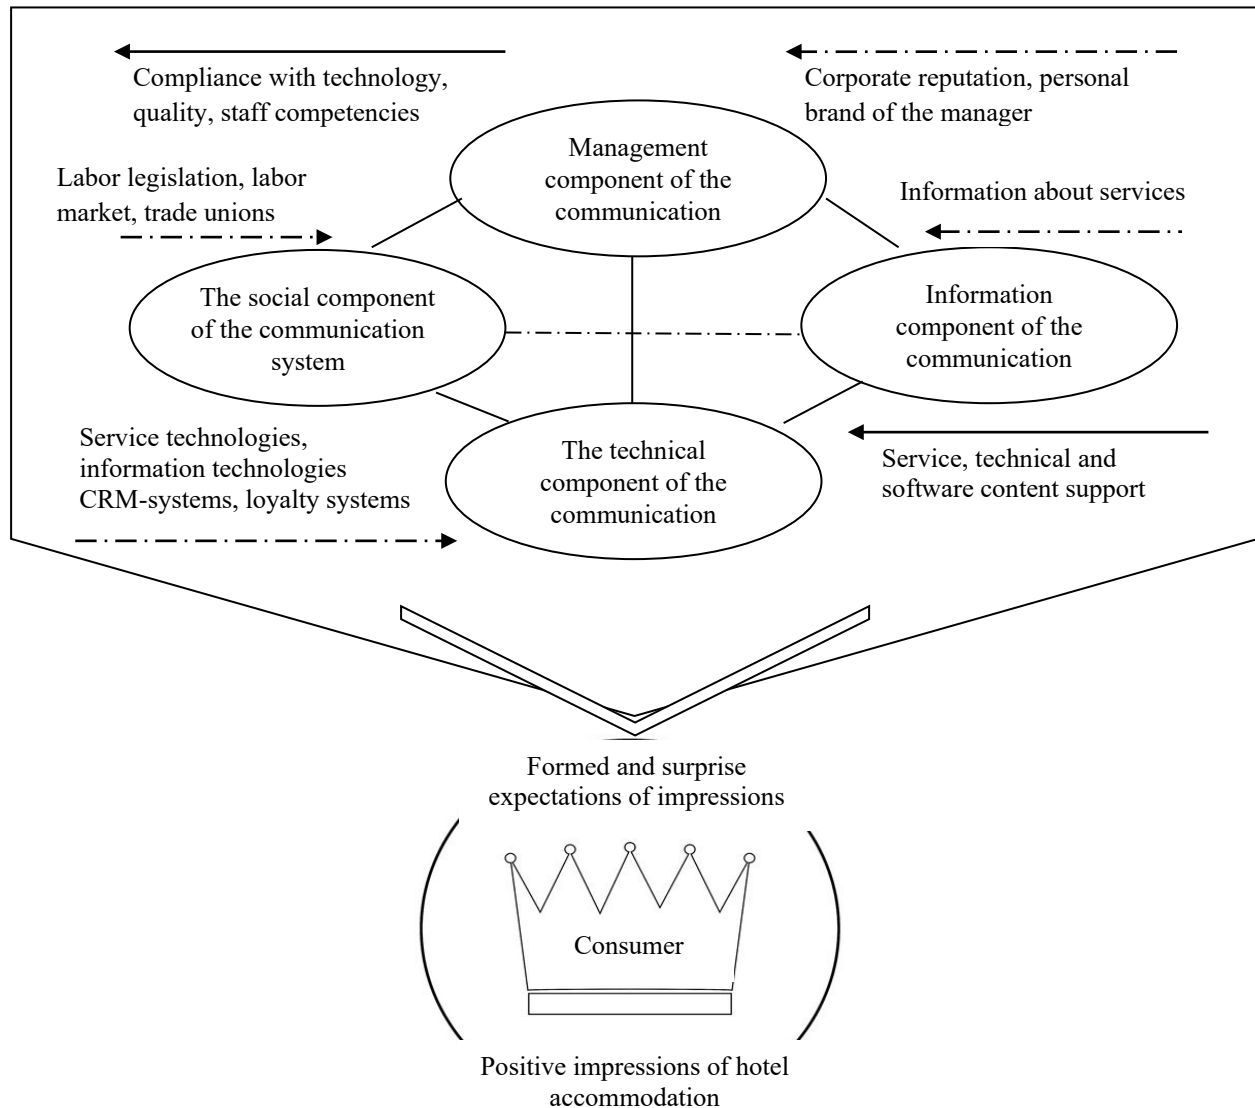 Compliance with technology,
quality, staff competencies
Corporate reputation, personal
brand of the manager
Management
component of the
communication
Labor legislation, labor
market, trade unions
Information about services
The social component
of the communication
system
Information
component of the
communication
Service technologies,
information technologies
CRM-systems, loyalty systems
The technical
component of the
communication
Service, technical and
software content support
Formed and surprise
expectations of impressions
Consumer
Positive impressions of hotel
accommodation